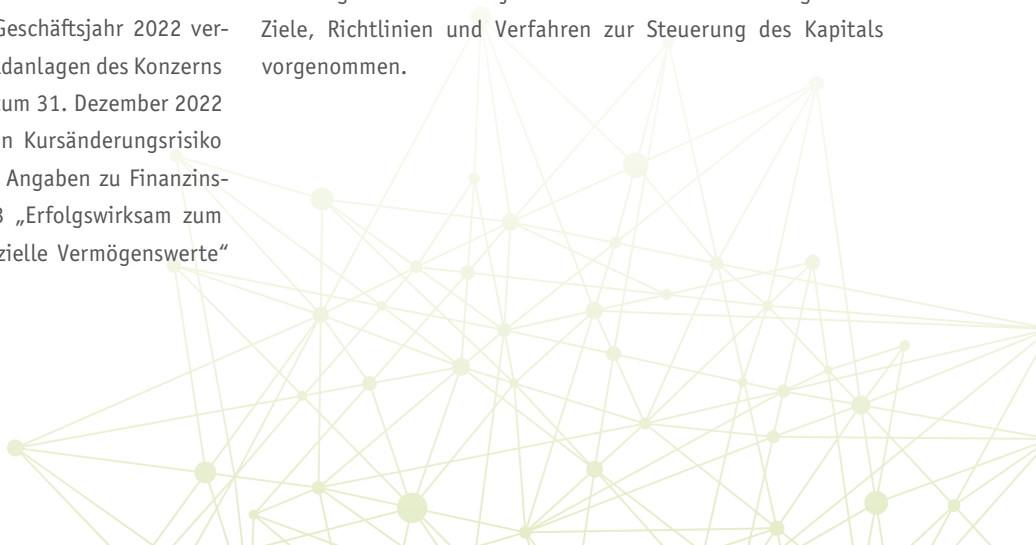 Geschäftsjahr 2022 ver-
danlagen des Konzerns
um 31. Dezember 2022
n Kursänderungsrisiko
Angaben zu Finanzins-
„Erfolgswirksam zum
zielle Vermögenswerte“
Ziele, Richtlinien und Verfahren zur Steuerung des Kapitals
vorgenommen.